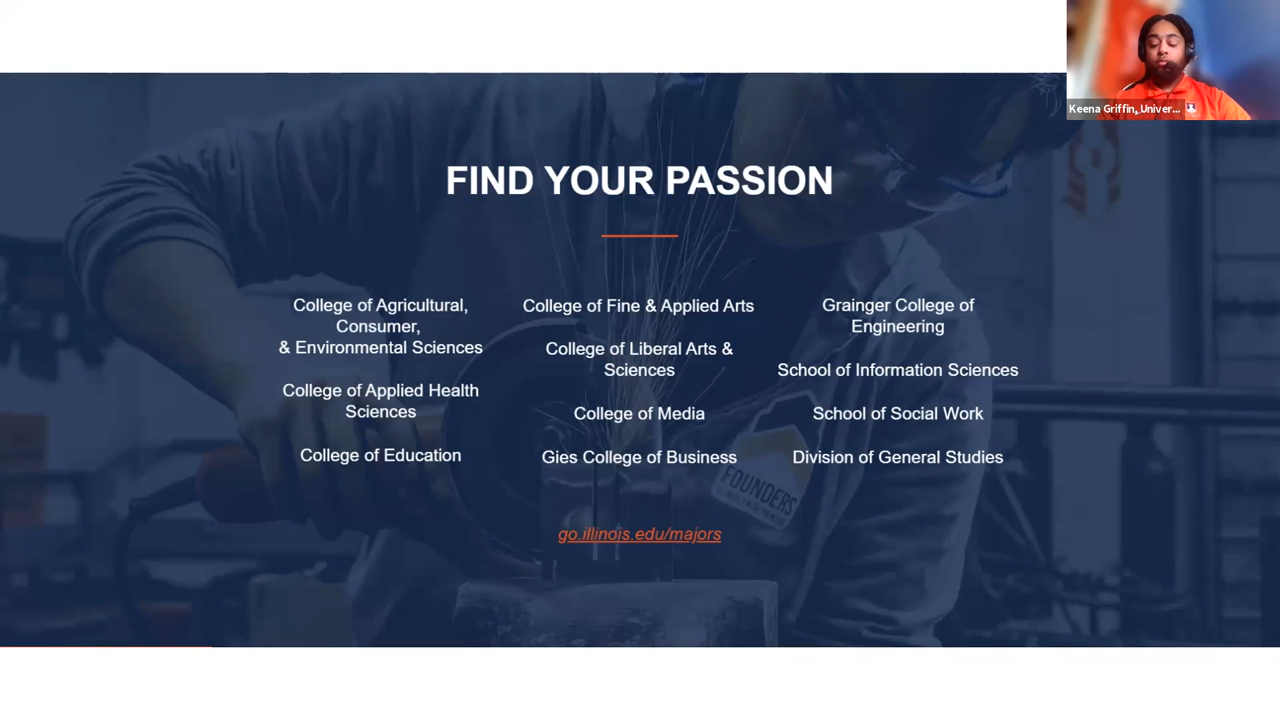 Keena Griffin, Univer...
FIND YOUR PASSION
College of Agricultural,
Consumer,
& Environmental Sciences
College of Applied Health
Sciences
College of Education
College of Fine & Applied Arts
College of Liberal Arts &
Sciences
College of Media
Gies College of Business
Grainger College of
Engineering
School of Information Sciences
School of Social Work
Division of General Studies
FOUNDERS
go.illinois.edu/majors